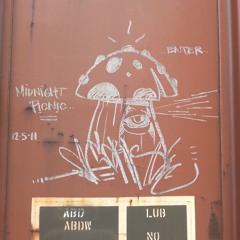 ENTER..
MIDNIGHT
PICNIC..
12-5-11
ABD
ABDW
LUB
NO